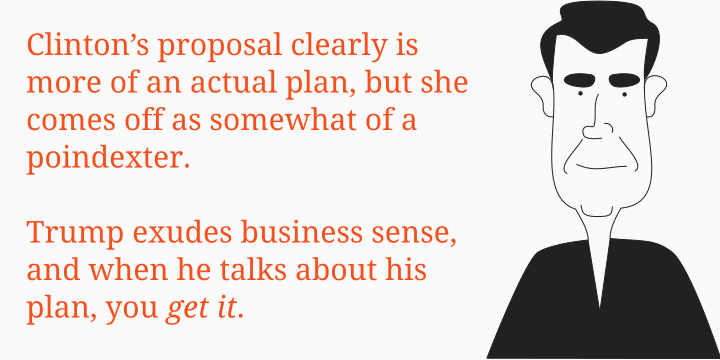 Clinton’s proposal clearly is
more of an actual plan, but she
comes off as somewhat of a
poindexter.
Trump exudes business sense,
and when he talks about his
plan, you get it.